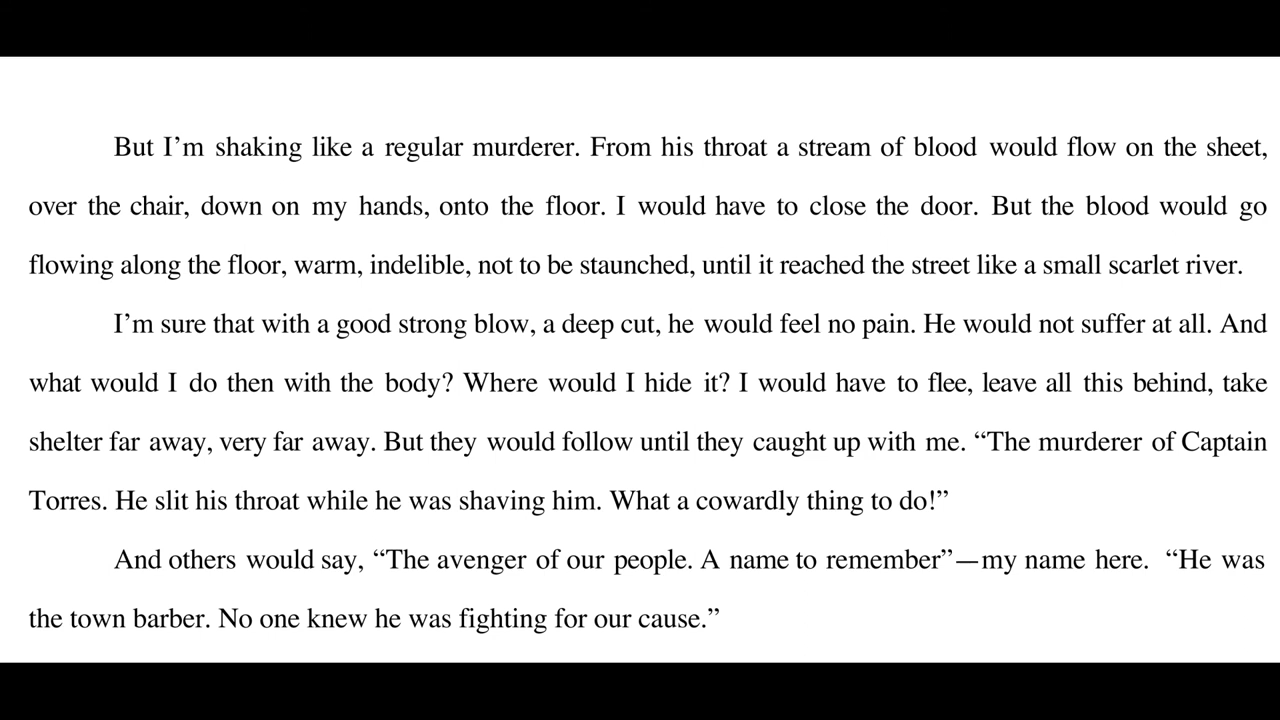 But I’m shaking like a regular murderer. From his throat a stream of blood would flow on the sheet,
over the chair, down on my hands, onto the floor. I would have to close the door. But the blood would go
flowing along the floor, warm, indelible, not to be staunched, until it reached the street like a small scarlet river.
I’m sure that with a good strong blow, a deep cut, he would feel no pain. He would not suffer at all. And
what would I do then with the body? Where would I hide it? I would have to flee, leave all this behind, take
shelter far away, very far away. But they would follow until they caught up with me. “The murderer of Captain
Torres. He slit his throat while he was shaving him. What a cowardly thing to do!”
And others would say, “The avenger of our people. A name to remember”—my name here. “He was
the town barber. No one knew he was fighting for our cause.”